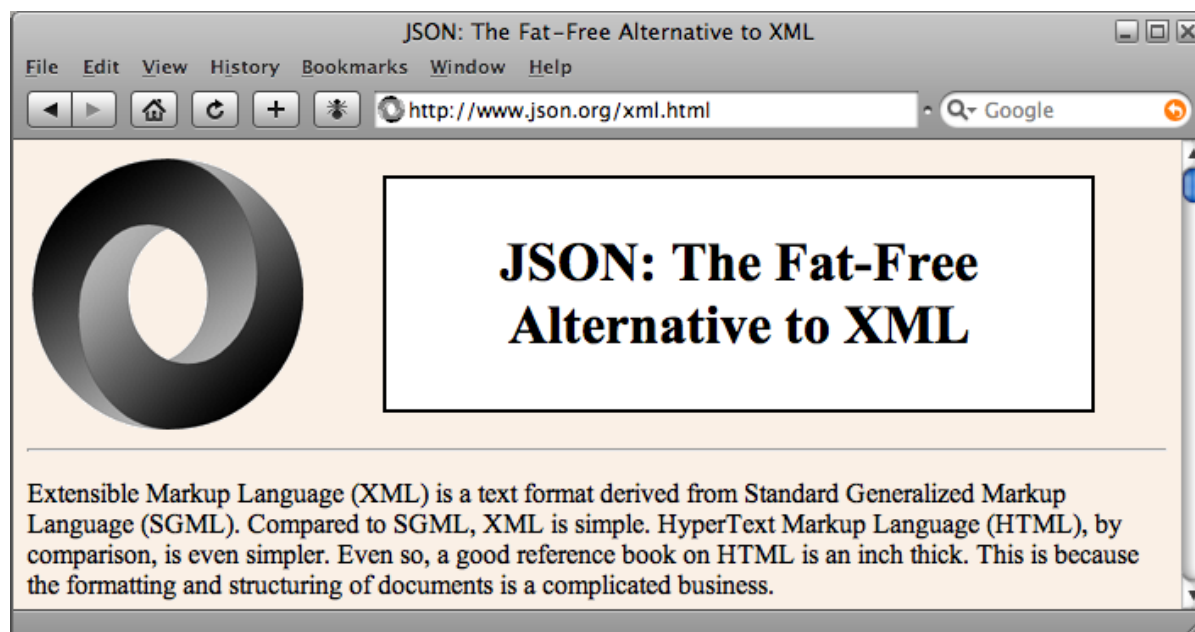 JSON: The Fat-Free Alternative to XML
File Edit View History Bookmarks Window Help
http://www.json.org/xml.html
Google
JSON: The Fat-Free
Alternative to XML
Extensible Markup Language (XML) is a text format derived from Standard Generalized Markup
Language (SGML). Compared to SGML, XML is simple. HyperText Markup Language (HTML), by
comparison, is even simpler. Even so, a good reference book on HTML is an inch thick. This is because
the formatting and structuring of documents is a complicated business.